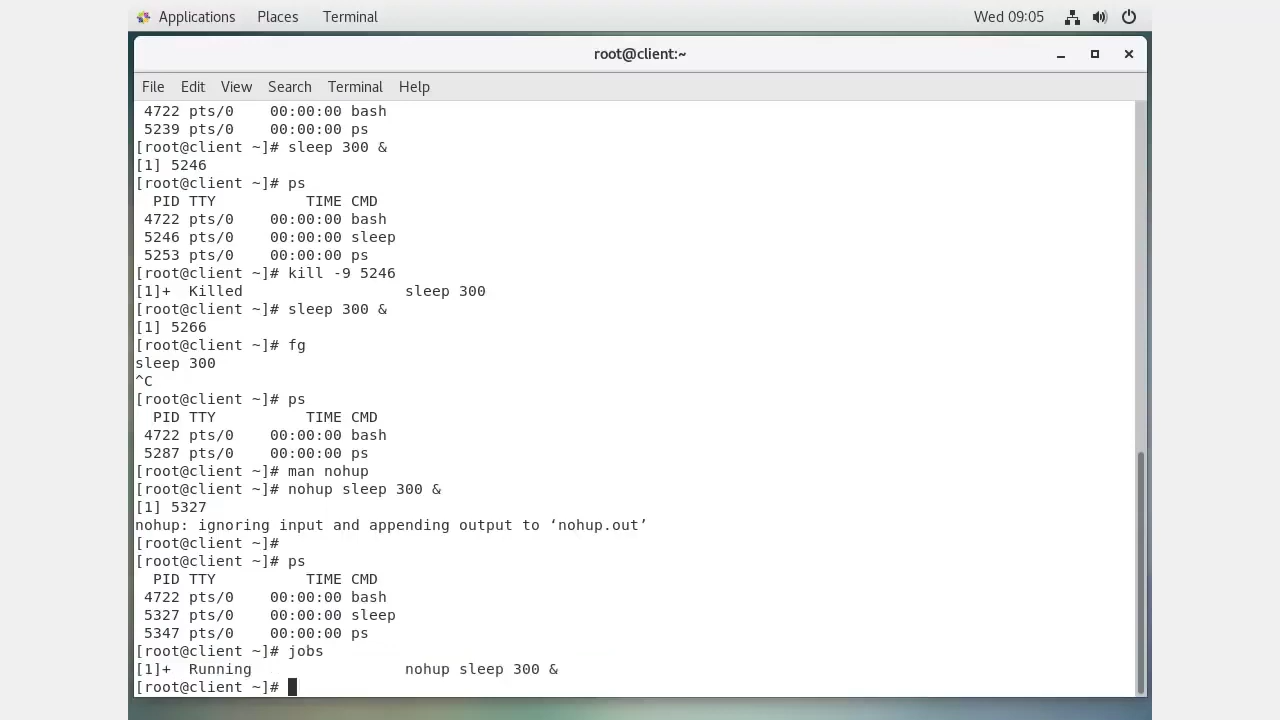 Applications Places Terminal Wed 09:05
root@client:~
File Edit View Search Terminal Help
 4722 pts/0    00:00:00 bash
 5239 pts/0    00:00:00 ps
[root@client ~]# sleep 300 &
[1] 5246
[root@client ~]# ps
  PID TTY          TIME CMD
 4722 pts/0    00:00:00 bash
 5246 pts/0    00:00:00 sleep
 5253 pts/0    00:00:00 ps
[root@client ~]# kill -9 5246
[1]+  Killed                  sleep 300
[root@client ~]# sleep 300 &
[1] 5266
[root@client ~]# fg
sleep 300
^C
[root@client ~]# ps
  PID TTY          TIME CMD
 4722 pts/0    00:00:00 bash
 5287 pts/0    00:00:00 ps
[root@client ~]# man nohup
[root@client ~]# nohup sleep 300 &
[1] 5327
nohup: ignoring input and appending output to ‘nohup.out’
[root@client ~]#
[root@client ~]# ps
  PID TTY          TIME CMD
 4722 pts/0    00:00:00 bash
 5327 pts/0    00:00:00 sleep
 5347 pts/0    00:00:00 ps
[root@client ~]# jobs
[1]+  Running                 nohup sleep 300 &
[root@client ~]#